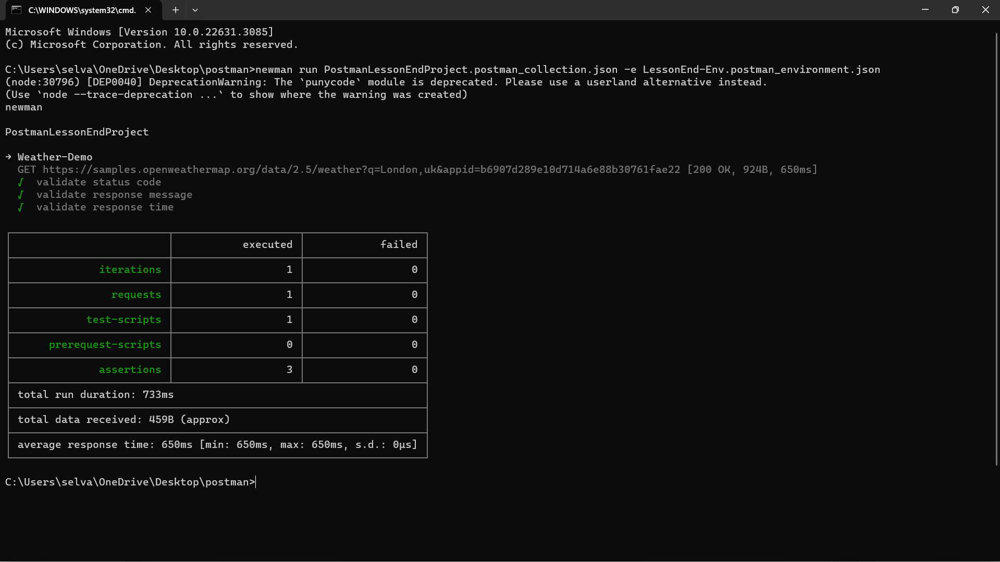 C:\WINDOWS\system32\cmd.
Microsoft Windows [Version 10.0.22631.3085]
(c) Microsoft Corporation. All rights reserved.
C:\Users\selva\OneDrive\Desktop\postman>newman run PostmanLessonEndProject.postman_collection.json -e LessonEnd-Env.postman_environment.json
(node:30796) [DEP0040] DeprecationWarning: The `punycode` module is deprecated. Please use a userland alternative instead.
(Use `node --trace-deprecation ...` to show where the warning was created)
newman
PostmanLessonEndProject
→ Weather-Demo
GET https://samples.openweathermap.org/data/2.5/weather?q=London,uk&appid=b6907d289e10d714a6e88b30761fae22 [200 OK, 924B, 650ms]
√ validate status code
√ validate response message
√ validate response time
executed failed
iterations 1 0
requests 1 0
test-scripts 1 0
prerequest-scripts 0 0
assertions 3 0
total run duration: 733ms
total data received: 459B (approx)
average response time: 650ms [min: 650ms, max: 650ms, s.d.: 0µs]
C:\Users\selva\OneDrive\Desktop\postman>